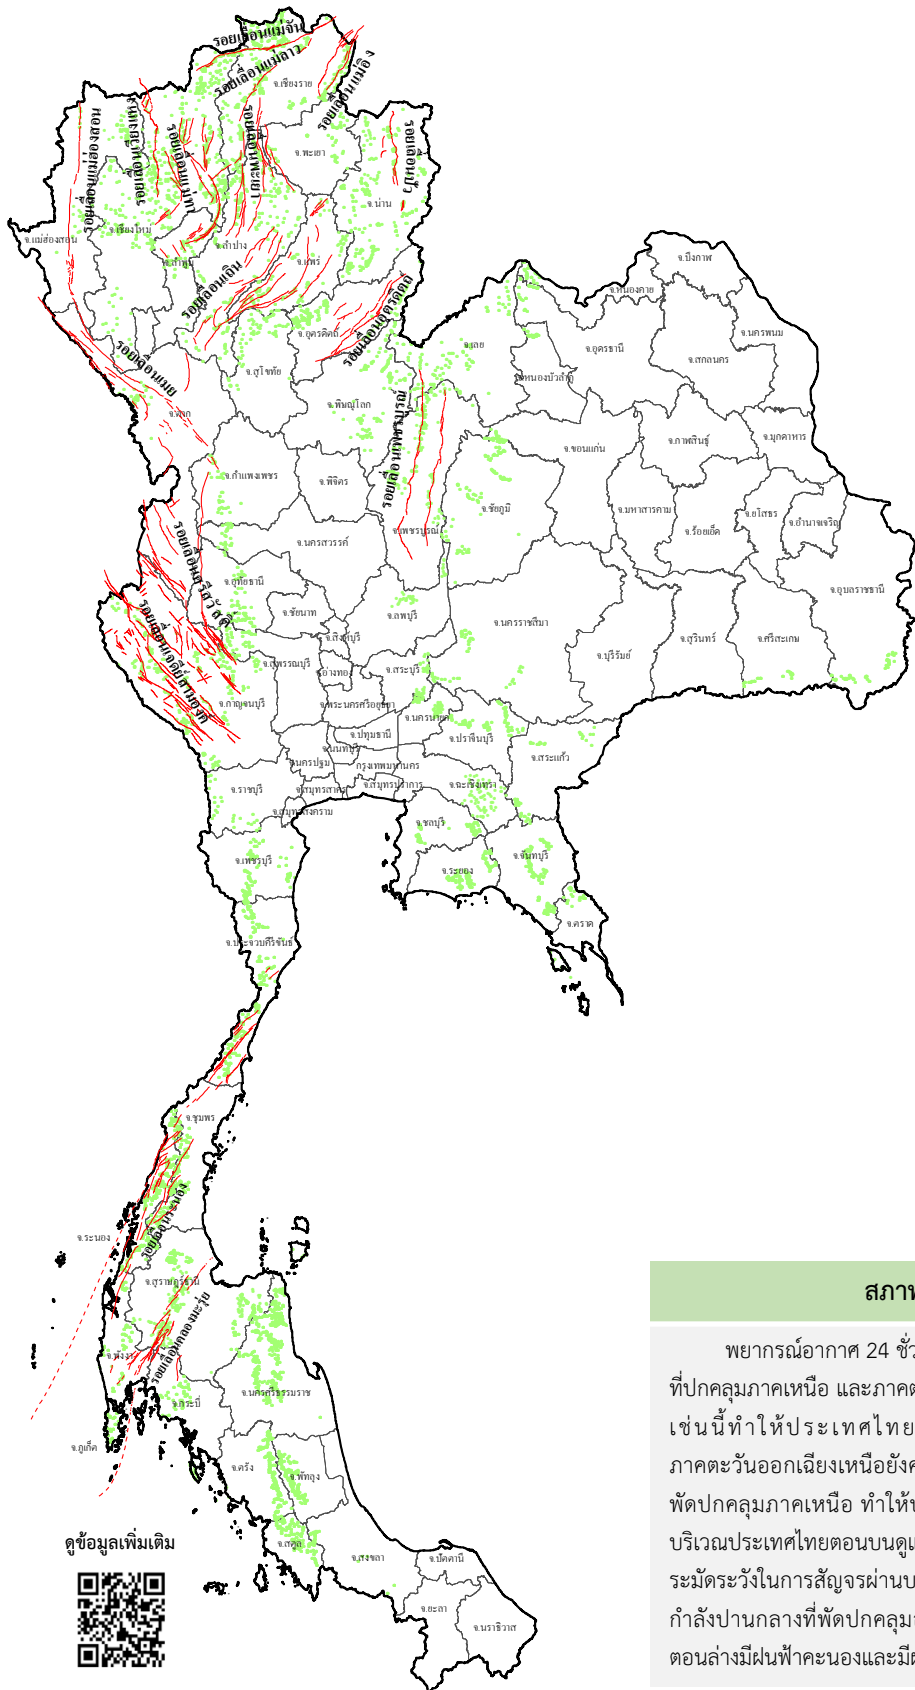 รอยเลื่อนแม่จัน
รอยเลื่อนแม่ลาว
จ.เชียงราย
รอยเลื่อนแม่อิง
รอยเลื่อนแม่ฮ่องสอน
รอยเลื่อนแม่ทา
รอยเลื่อนพะเยา
จ.พะเยา
รอยเลื่อนปัว
จ.น่าน
จ.แม่ฮ่องสอน
จ.เชียงใหม่
จ.ลำพูน
จ.ลำปาง
จ.แพร่
รอยเลื่อนเถิน
จ.อุตรดิตถ์
รอยเลื่อนอุตรดิตถ์
จ.บึงกาฬ
จ.หนองคาย
จ.นครพนม
จ.สกลนคร
จ.อุดรธานี
จ.เลย
จ.หนองบัวลำภู
รอยเลื่อนเมย
จ.สุโขทัย
จ.ตาก
จ.พิษณุโลก
รอยเลื่อนเพชรบูรณ์
จ.ขอนแก่น
จ.กาฬสินธุ์
จ.มุกดาหาร
จ.กำแพงเพชร
จ.พิจิตร
จ.เพชรบูรณ์
จ.ชัยภูมิ
จ.มหาสารคาม
จ.ร้อยเอ็ด
จ.ยโสธร
จ.อำนาจเจริญ
จ.นครสวรรค์
รอยเลื่อนศรีสวัสดิ์
จ.อุทัยธานี
จ.ชัยนาท
จ.ลพบุรี
จ.นครราชสีมา
จ.บุรีรัมย์
จ.สุรินทร์
จ.ศรีสะเกษ
จ.อุบลราชธานี
รอยเลื่อนเจดีย์สามองค์
จ.สิงห์บุรี
จ.สุพรรณบุรี
จ.อ่างทอง
จ.สระบุรี
จ.กาญจนบุรี
จ.พระนครศรีอยุธยา
จ.นครนายก
จ.ปทุมธานี
จ.ปราจีนบุรี
จ.นนทบุรี
จ.นครปฐม
กรุงเทพมหานคร
จ.สระแก้ว
จ.ราชบุรี
จ.สมุทรสาคร
จ.สมุทรปราการ
จ.ฉะเชิงเทรา
จ.สมุทรสงคราม
จ.ชลบุรี
จ.เพชรบุรี
จ.ระยอง
จ.จันทบุรี
จ.ตราด
จ.ประจวบคีรีขันธ์
จ.ชุมพร
รอยเลื่อนระนอง
จ.ระนอง
จ.สุราษฎร์ธานี
รอยเลื่อนคลองมะรุ่ย
จ.พังงา
จ.กระบี่
จ.นครศรีธรรมราช
จ.ภูเก็ต
จ.ตรัง
จ.พัทลุง
จ.สตูล
จ.สงขลา
จ.ปัตตานี
จ.ยะลา
จ.นราธิวาส
ดูข้อมูลเพิ่มเติม
สภาพ
พยากรณ์อากาศ 24 ชั่ว
ที่ปกคลุมภาคเหนือ และภาคต
เช่นนี้ทำให้ประเทศไทย
ภาคตะวันออกเฉียงเหนือยังค
พัดปกคลุมภาคเหนือ ทำให้บ
บริเวณประเทศไทยตอนบนดูแ
ระมัดระวังในการสัญจรผ่านบ
กำลังปานกลางที่พัดปกคลุม
ตอนล่างมีฝนฟ้าคะนองและมีฝ